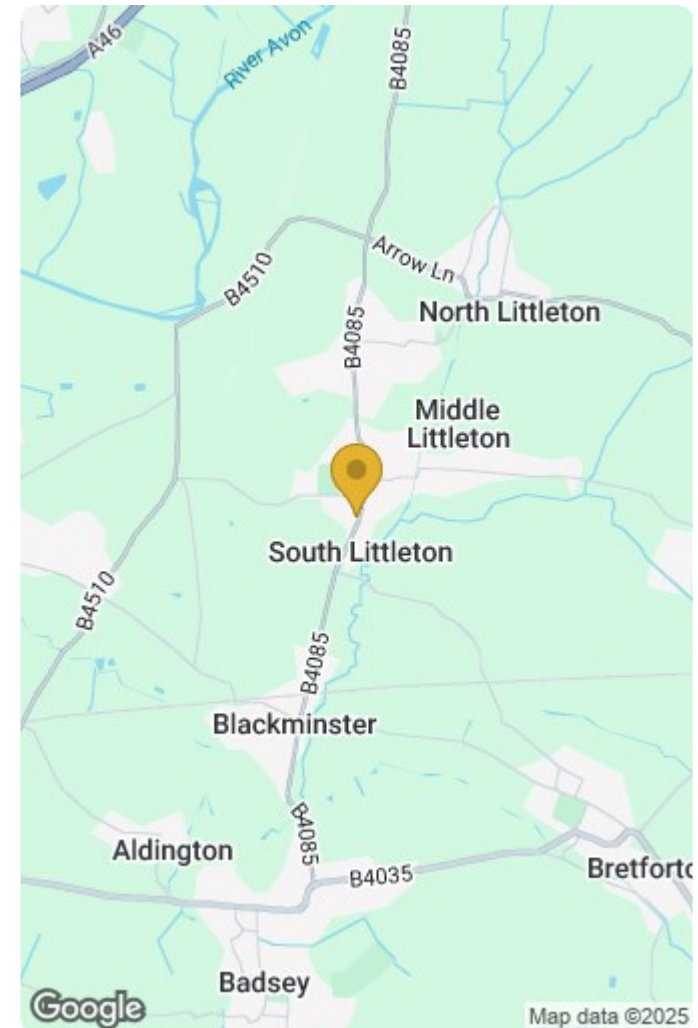 A46
River Avon
B4085
B4510
Arrow Ln
North Littleton
B4085
Middle
Littleton
South Littleton
B4510
B4085
Blackminster
B4085
Aldington
B4035
Bretforto
Badsey
Google
Map data ©2025